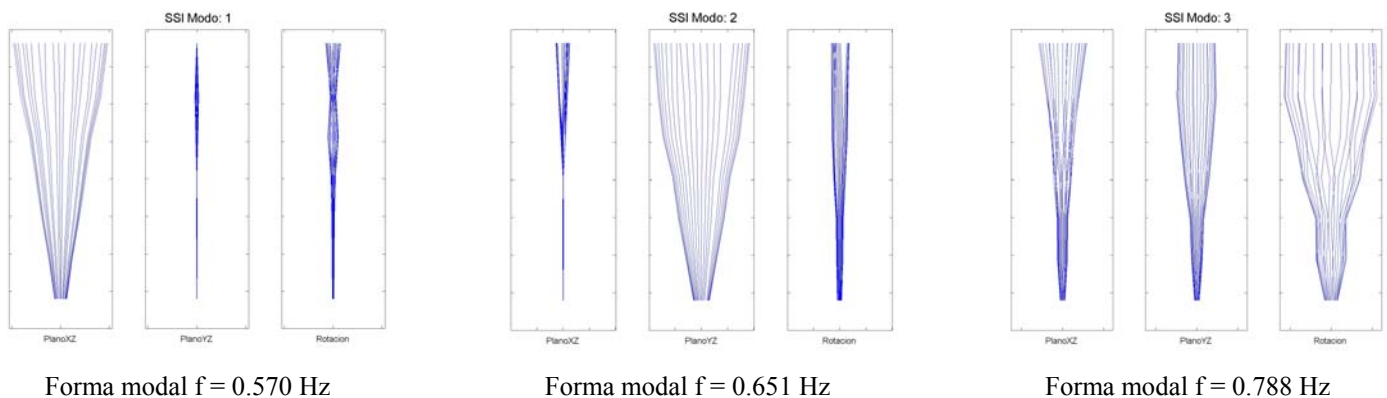 SSI Modo: 1
PlanoXZ
PlanoYZ
Rotacion
Forma modal f = 0.570 Hz
SSI Modo: 2
PlanoXZ
PlanoYZ
Rotacion
Forma modal f = 0.651 Hz
SSI Modo: 3
PlanoXZ
PlanoYZ
Rotacion
Forma modal f = 0.788 Hz